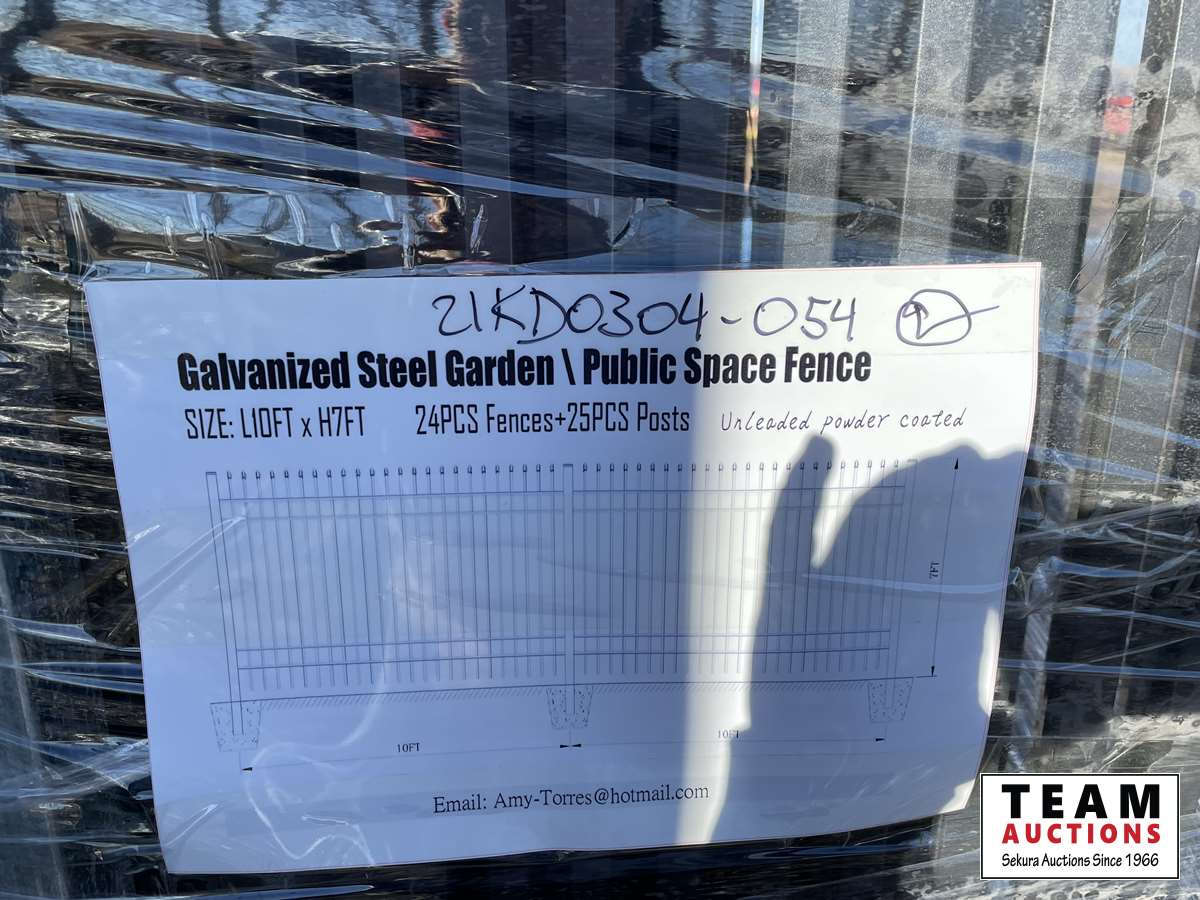 21KD0304-054
Galvanized Steel Garden \ Public Space Fence
SIZE: L10FT x H7FT 24PCS Fences+25PCS Posts Unleaded powder coated
7FT
10FT 10FT
Email: Amy-Torres@hotmail.com
TEAM
AUCTIONS
Sekura Auctions Since 1966